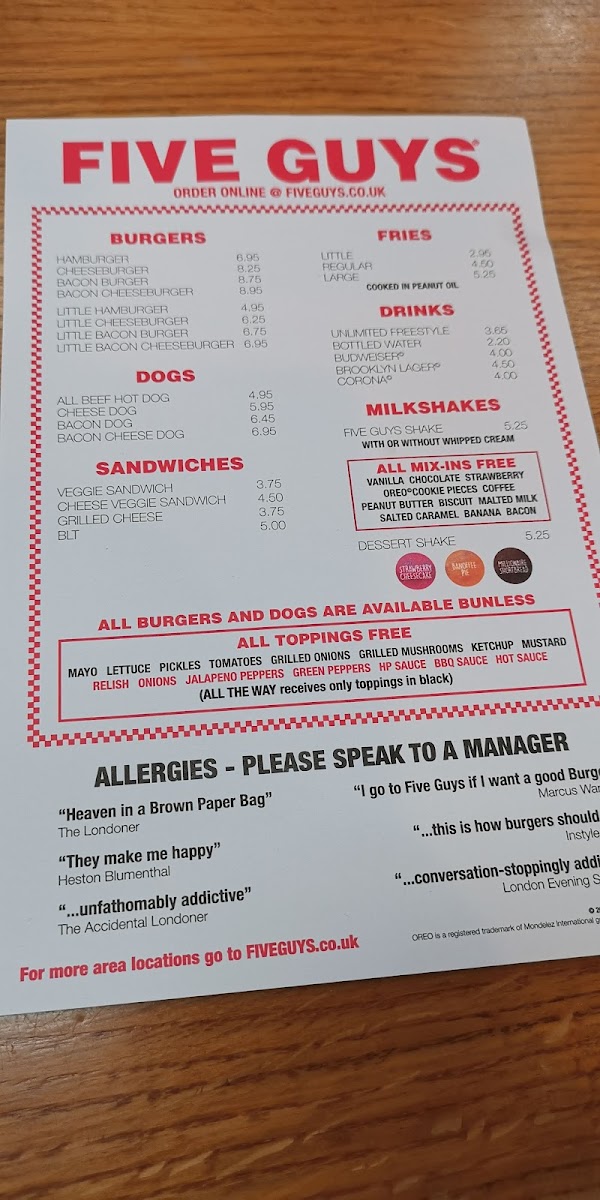 FIVE GUYS®
ORDER ONLINE @ FIVEGUYS.CO.UK
BURGERS
HAMBURGER 6.95
CHEESEBURGER 8.25
BACON BURGER 8.75
BACON CHEESEBURGER 8.95
LITTLE HAMBURGER 4.95
LITTLE CHEESEBURGER 6.25
LITTLE BACON BURGER 6.75
LITTLE BACON CHEESEBURGER 6.95
DOGS
ALL BEEF HOT DOG 4.95
CHEESE DOG 5.95
BACON DOG 6.45
BACON CHEESE DOG 6.95
SANDWICHES
VEGGIE SANDWICH 3.75
CHEESE VEGGIE SANDWICH 4.50
GRILLED CHEESE 3.75
BLT 5.00
FRIES
LITTLE 2.95
REGULAR 4.50
LARGE 5.25
COOKED IN PEANUT OIL
DRINKS
UNLIMITED FREESTYLE 3.65
BOTTLED WATER 2.20
BUDWEISER® 4.00
BROOKLYN LAGER® 4.50
CORONA® 4.00
MILKSHAKES
FIVE GUYS SHAKE 5.25
WITH OR WITHOUT WHIPPED CREAM
ALL MIX-INS FREE
VANILLA CHOCOLATE STRAWBERRY
OREO® COOKIE PIECES COFFEE
PEANUT BUTTER BISCUIT MALTED MILK
SALTED CARAMEL BANANA BACON
DESSERT SHAKE 5.25
STRAWBERRY
CHEESECAKE
BANOFFEE
PIE
MILLIONAIRE
SHORTBREAD
ALL BURGERS AND DOGS ARE AVAILABLE BUNLESS
ALL TOPPINGS FREE
MAYO LETTUCE PICKLES TOMATOES GRILLED ONIONS GRILLED MUSHROOMS KETCHUP MUSTARD
RELISH ONIONS JALAPENO PEPPERS GREEN PEPPERS HP SAUCE BBQ SAUCE HOT SAUCE
(ALL THE WAY receives only toppings in black)
ALLERGIES - PLEASE SPEAK TO A MANAGER
“Heaven in a Brown Paper Bag”
The Londoner
“They make me happy”
Heston Blumenthal
“...unfathomably addictive”
The Accidental Londoner
“I go to Five Guys if I want a good Burge
Marcus War
“...this is how burgers should
Instyle
“...conversation-stoppingly addi
London Evening S
© 2
OREO is a registered trademark of Mondelez International g
For more area locations go to FIVEGUYS.co.uk